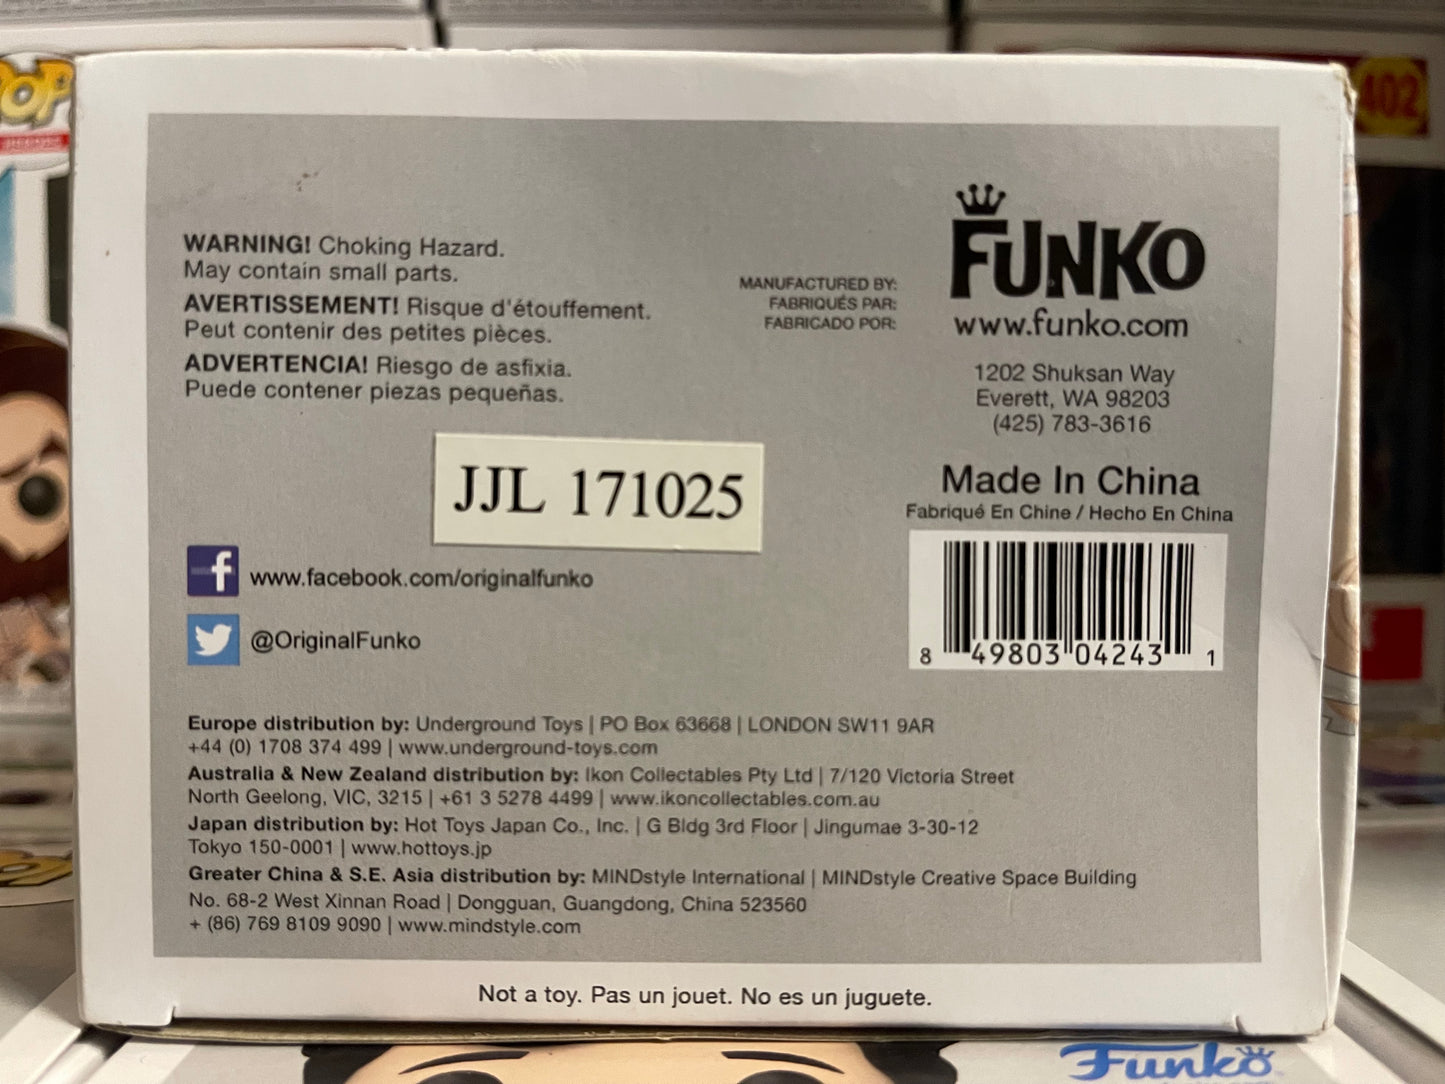 POP
402
WARNING! Choking Hazard.
May contain small parts.
AVERTISSEMENT! Risque d'étouffement.
Peut contenir des petites pièces.
ADVERTENCIA! Riesgo de asfixia.
Puede contener piezas pequeñas.
MANUFACTURED BY:
FABRIQUÉS PAR:
FABRICADO POR:
FUNKO
www.funko.com
1202 Shuksan Way
Everett, WA 98203
(425) 783-3616
JJL 171025
Made In China
Fabriqué En Chine / Hecho En China
8 49803 04243 1
f www.facebook.com/originalfunko
@OriginalFunko
Europe distribution by: Underground Toys | PO Box 63668 | LONDON SW11 9AR
+44 (0) 1708 374 499 | www.underground-toys.com
Australia & New Zealand distribution by: Ikon Collectables Pty Ltd | 7/120 Victoria Street
North Geelong, VIC, 3215 | +61 3 5278 4499 | www.ikoncollectables.com.au
Japan distribution by: Hot Toys Japan Co., Inc. | G Bldg 3rd Floor | Jingumae 3-30-12
Tokyo 150-0001 | www.hottoys.jp
Greater China & S.E. Asia distribution by: MINDstyle International | MINDstyle Creative Space Building
No. 68-2 West Xinnan Road | Dongguan, Guangdong, China 523560
+ (86) 769 8109 9090 | www.mindstyle.com
Not a toy. Pas un jouet. No es un juguete.
Funko